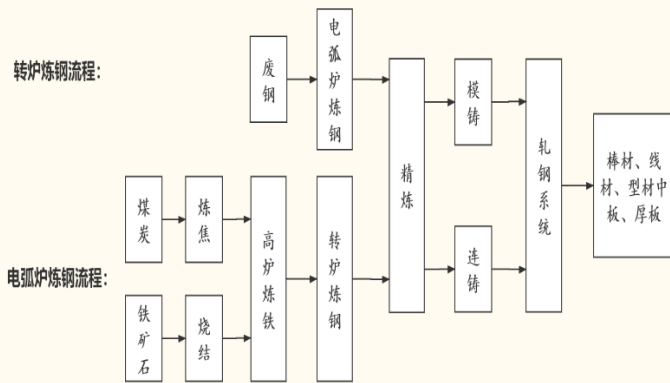 转炉炼钢流程：
废钢
电弧炉炼钢
精炼
模铸
轧钢系统
棒材、线
材、型材中
板、厚板
电弧炉炼钢流程：
煤炭
炼焦
高炉炼铁
转炉炼钢
连铸
铁矿石
烧结